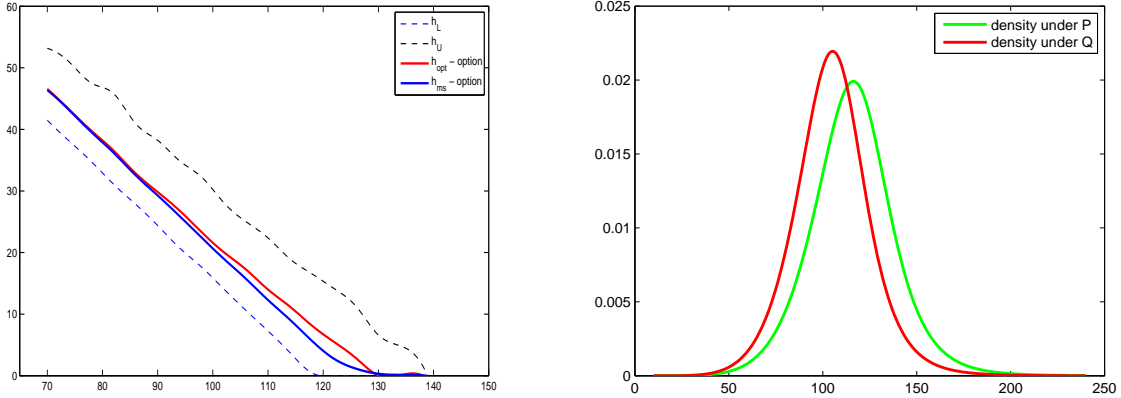 60
50
40
30
20
10
0
70 80 90 100 110 120 130 140 150
h_L
h_U
h_opt − option
h_ms − option
0.025
0.02
0.015
0.01
0.005
0
0 50 100 150 200 250
density under P
density under Q